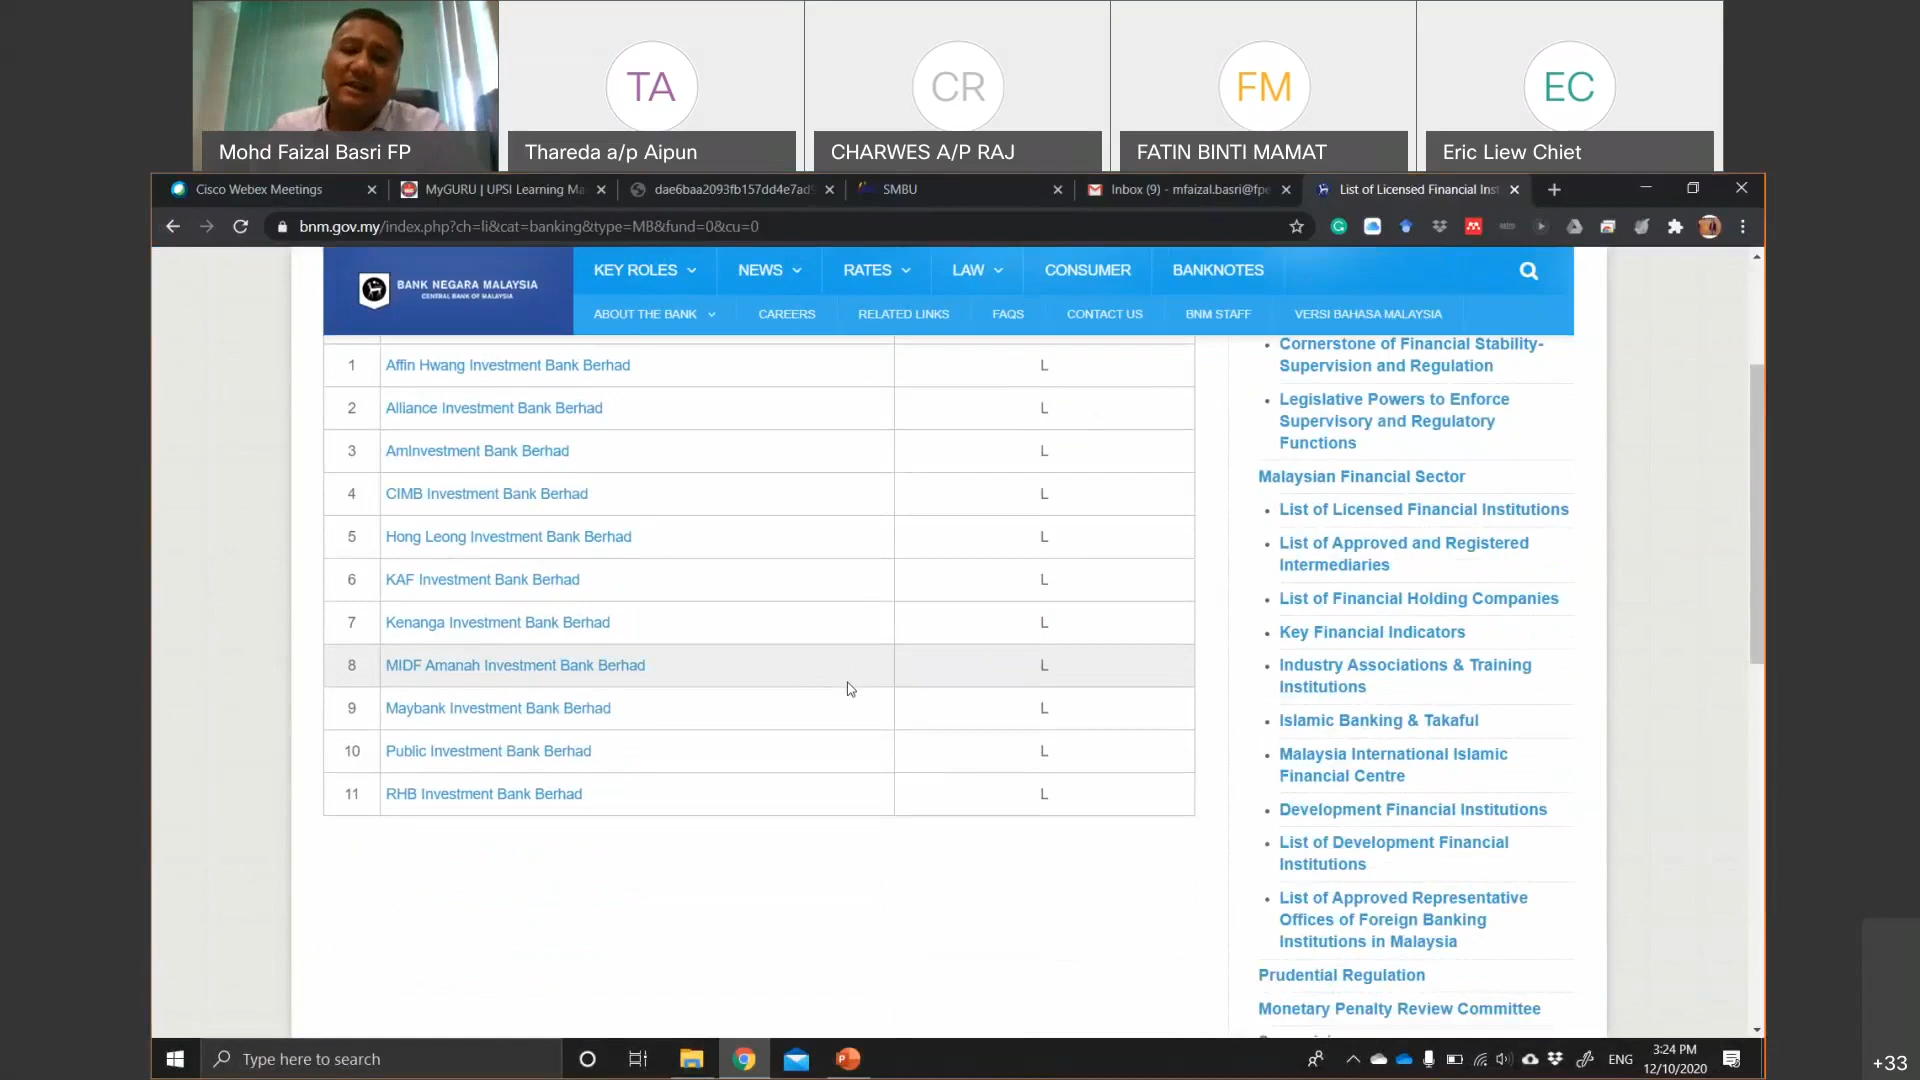 TA
CR
FM
EC
Mohd Faizal Basri FP
Thareda a/p Aipun
CHARWES A/P RAJ
FATIN BINTI MAMAT
Eric Liew Chiet
Cisco Webex Meetings
MyGURU | UPSI Learning Ma
dae6baa2093fb157dd4e7ad9
SMBU
Inbox (9) - mfaizal.basri@fpe
List of Licensed Financial Inst
bnm.gov.my/index.php?ch=li&cat=banking&type=MB&fund=0&cu=0
BANK NEGARA MALAYSIA
CENTRAL BANK OF MALAYSIA
KEY ROLES
NEWS
RATES
LAW
CONSUMER
BANKNOTES
ABOUT THE BANK
CAREERS
RELATED LINKS
FAQS
CONTACT US
BNM STAFF
VERSI BAHASA MALAYSIA
1 Affin Hwang Investment Bank Berhad L
2 Alliance Investment Bank Berhad L
3 AmInvestment Bank Berhad L
4 CIMB Investment Bank Berhad L
5 Hong Leong Investment Bank Berhad L
6 KAF Investment Bank Berhad L
7 Kenanga Investment Bank Berhad L
8 MIDF Amanah Investment Bank Berhad L
9 Maybank Investment Bank Berhad L
10 Public Investment Bank Berhad L
11 RHB Investment Bank Berhad L
Cornerstone of Financial Stability-
Supervision and Regulation
Legislative Powers to Enforce
Supervisory and Regulatory
Functions
Malaysian Financial Sector
List of Licensed Financial Institutions
List of Approved and Registered
Intermediaries
List of Financial Holding Companies
Key Financial Indicators
Industry Associations & Training
Institutions
Islamic Banking & Takaful
Malaysia International Islamic
Financial Centre
Development Financial Institutions
List of Development Financial
Institutions
List of Approved Representative
Offices of Foreign Banking
Institutions in Malaysia
Prudential Regulation
Monetary Penalty Review Committee
Type here to search
ENG
3:24 PM
12/10/2020
+33